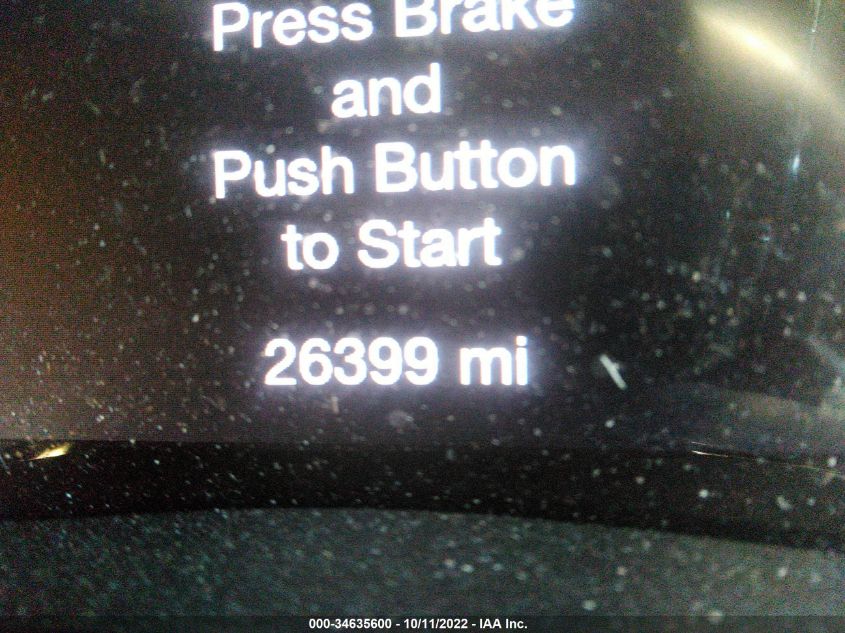 Press Brake
and
Push Button
to Start
26399 mi
000-34635600 - 10/11/2022 - IAA Inc.